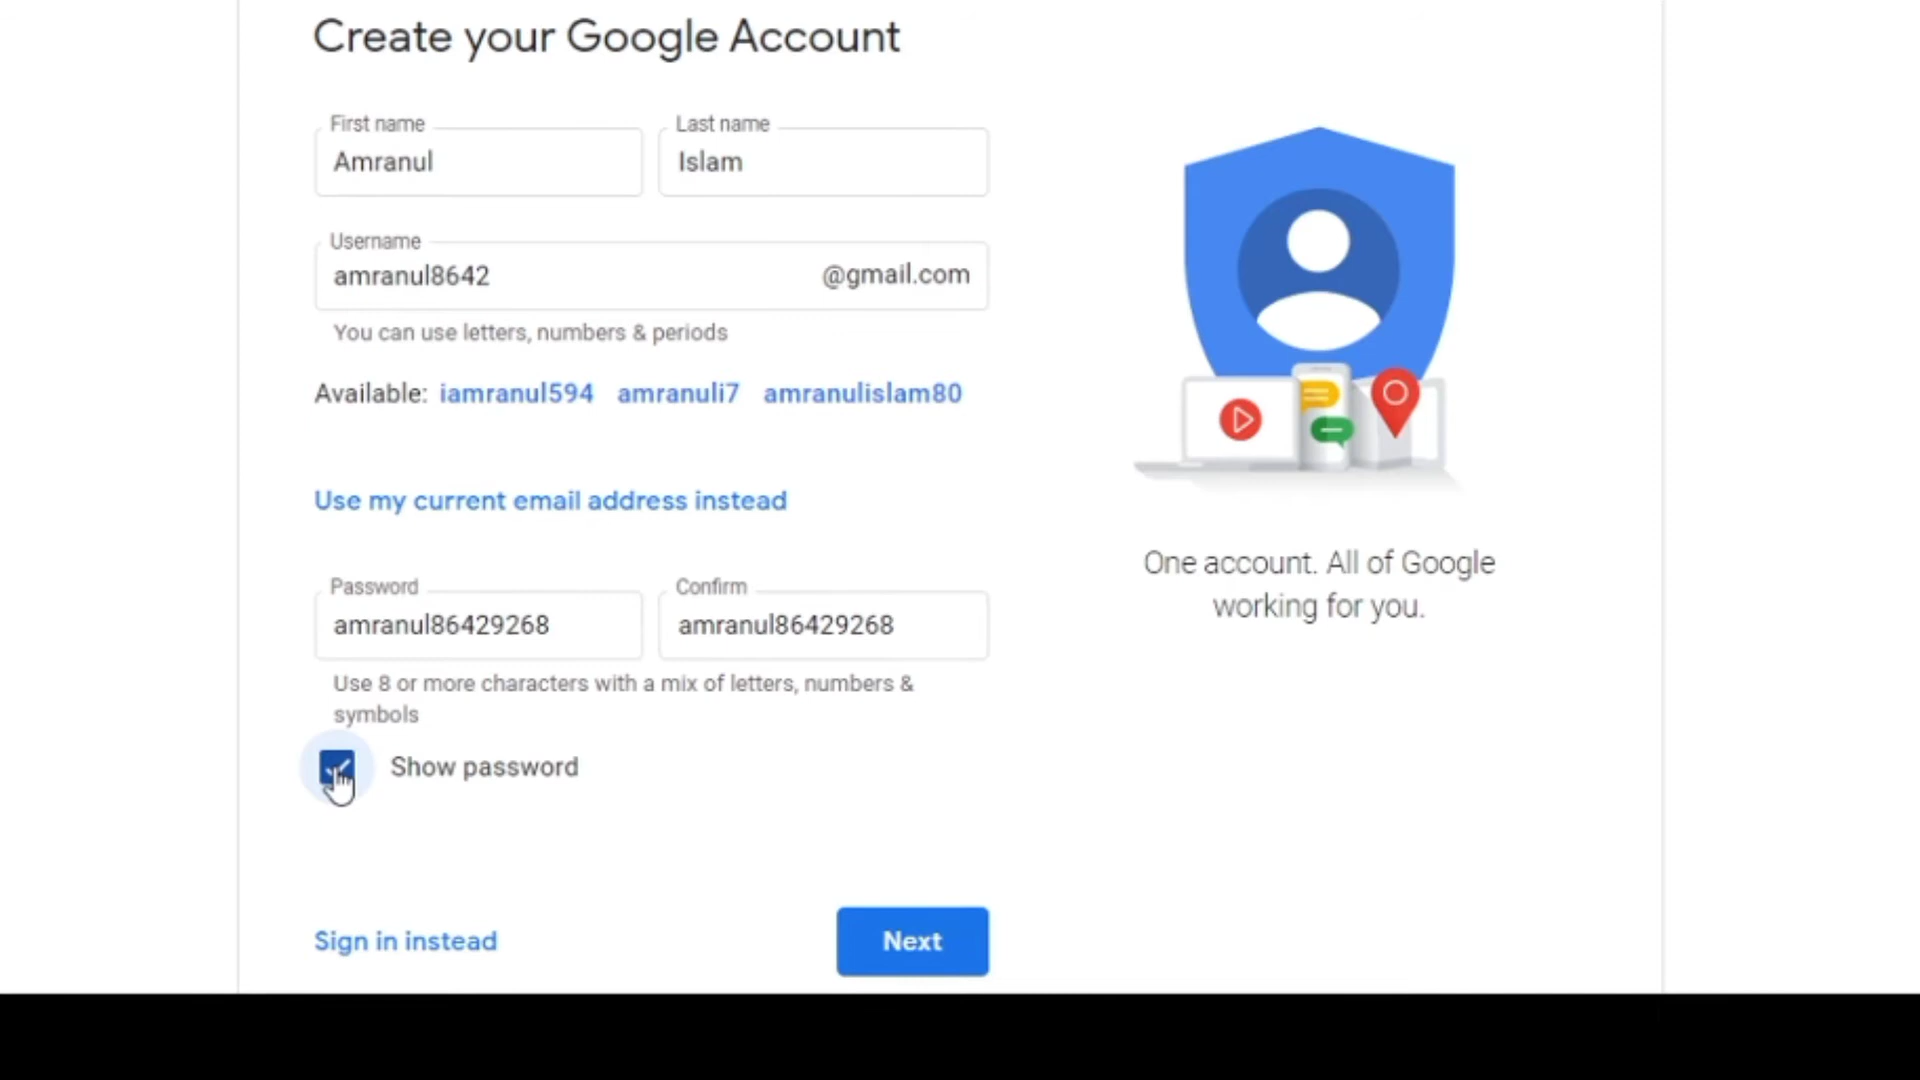 Create your Google Account
First name
Last name
Amranul
Islam
Username
amranul8642
@gmail.com
You can use letters, numbers & periods
Available: iamranul594 amranuli7 amranulislam80
Use my current email address instead
Password
Confirm
amranul86429268
amranul86429268
Use 8 or more characters with a mix of letters, numbers &
symbols
Show password
Sign in instead
Next
One account. All of Google
working for you.